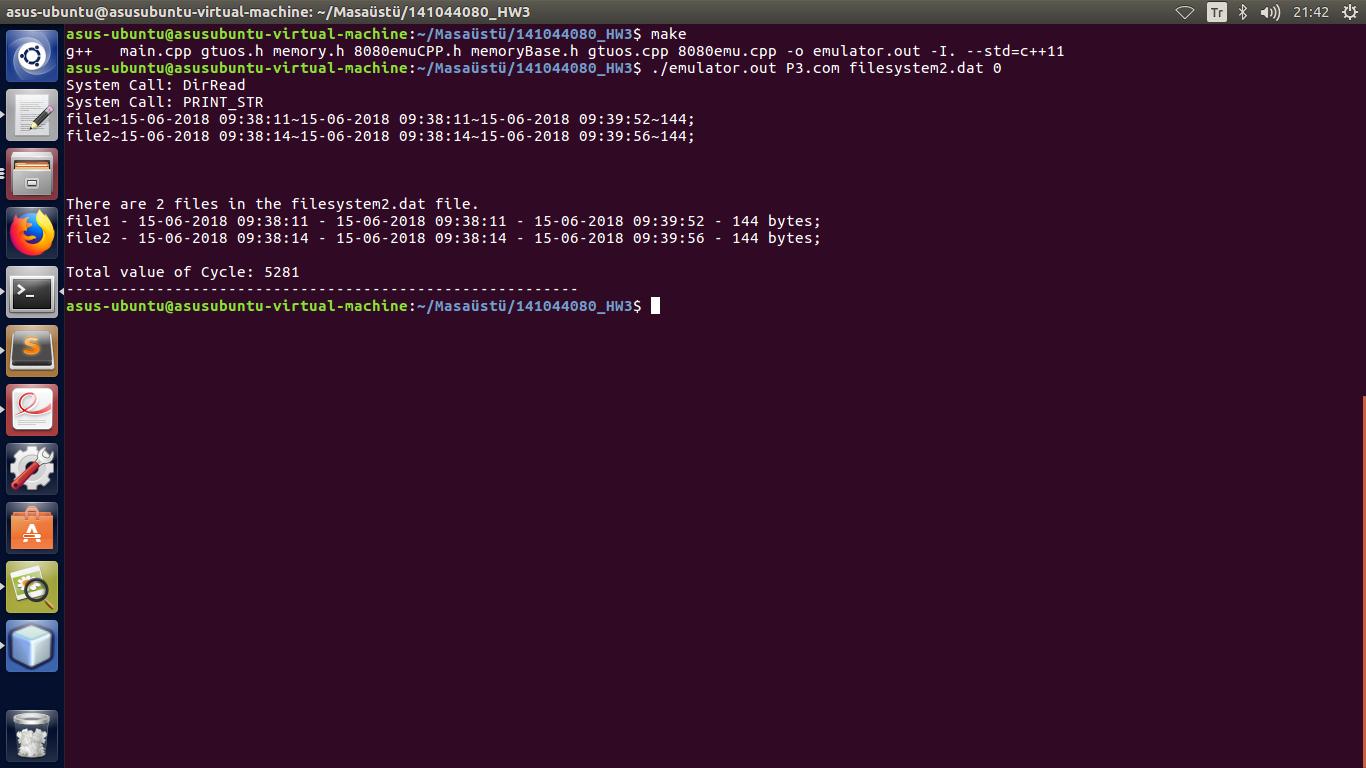 asus-ubuntu@asusubuntu-virtual-machine: ~/Masaüstü/141044080_HW3
Tr
21:42
asus-ubuntu@asusubuntu-virtual-machine:~/Masaüstü/141044080_HW3$ make
g++   main.cpp gtuos.h memory.h 8080emuCPP.h memoryBase.h gtuos.cpp 8080emu.cpp -o emulator.out -I. --std=c++11
asus-ubuntu@asusubuntu-virtual-machine:~/Masaüstü/141044080_HW3$ ./emulator.out P3.com filesystem2.dat 0
System Call: DirRead
System Call: PRINT_STR
file1~15-06-2018 09:38:11~15-06-2018 09:38:11~15-06-2018 09:39:52~144;
file2~15-06-2018 09:38:14~15-06-2018 09:38:14~15-06-2018 09:39:56~144;
There are 2 files in the filesystem2.dat file.
file1 - 15-06-2018 09:38:11 - 15-06-2018 09:38:11 - 15-06-2018 09:39:52 - 144 bytes;
file2 - 15-06-2018 09:38:14 - 15-06-2018 09:38:14 - 15-06-2018 09:39:56 - 144 bytes;
Total value of Cycle: 5281
---------------------------------------------------------
asus-ubuntu@asusubuntu-virtual-machine:~/Masaüstü/141044080_HW3$